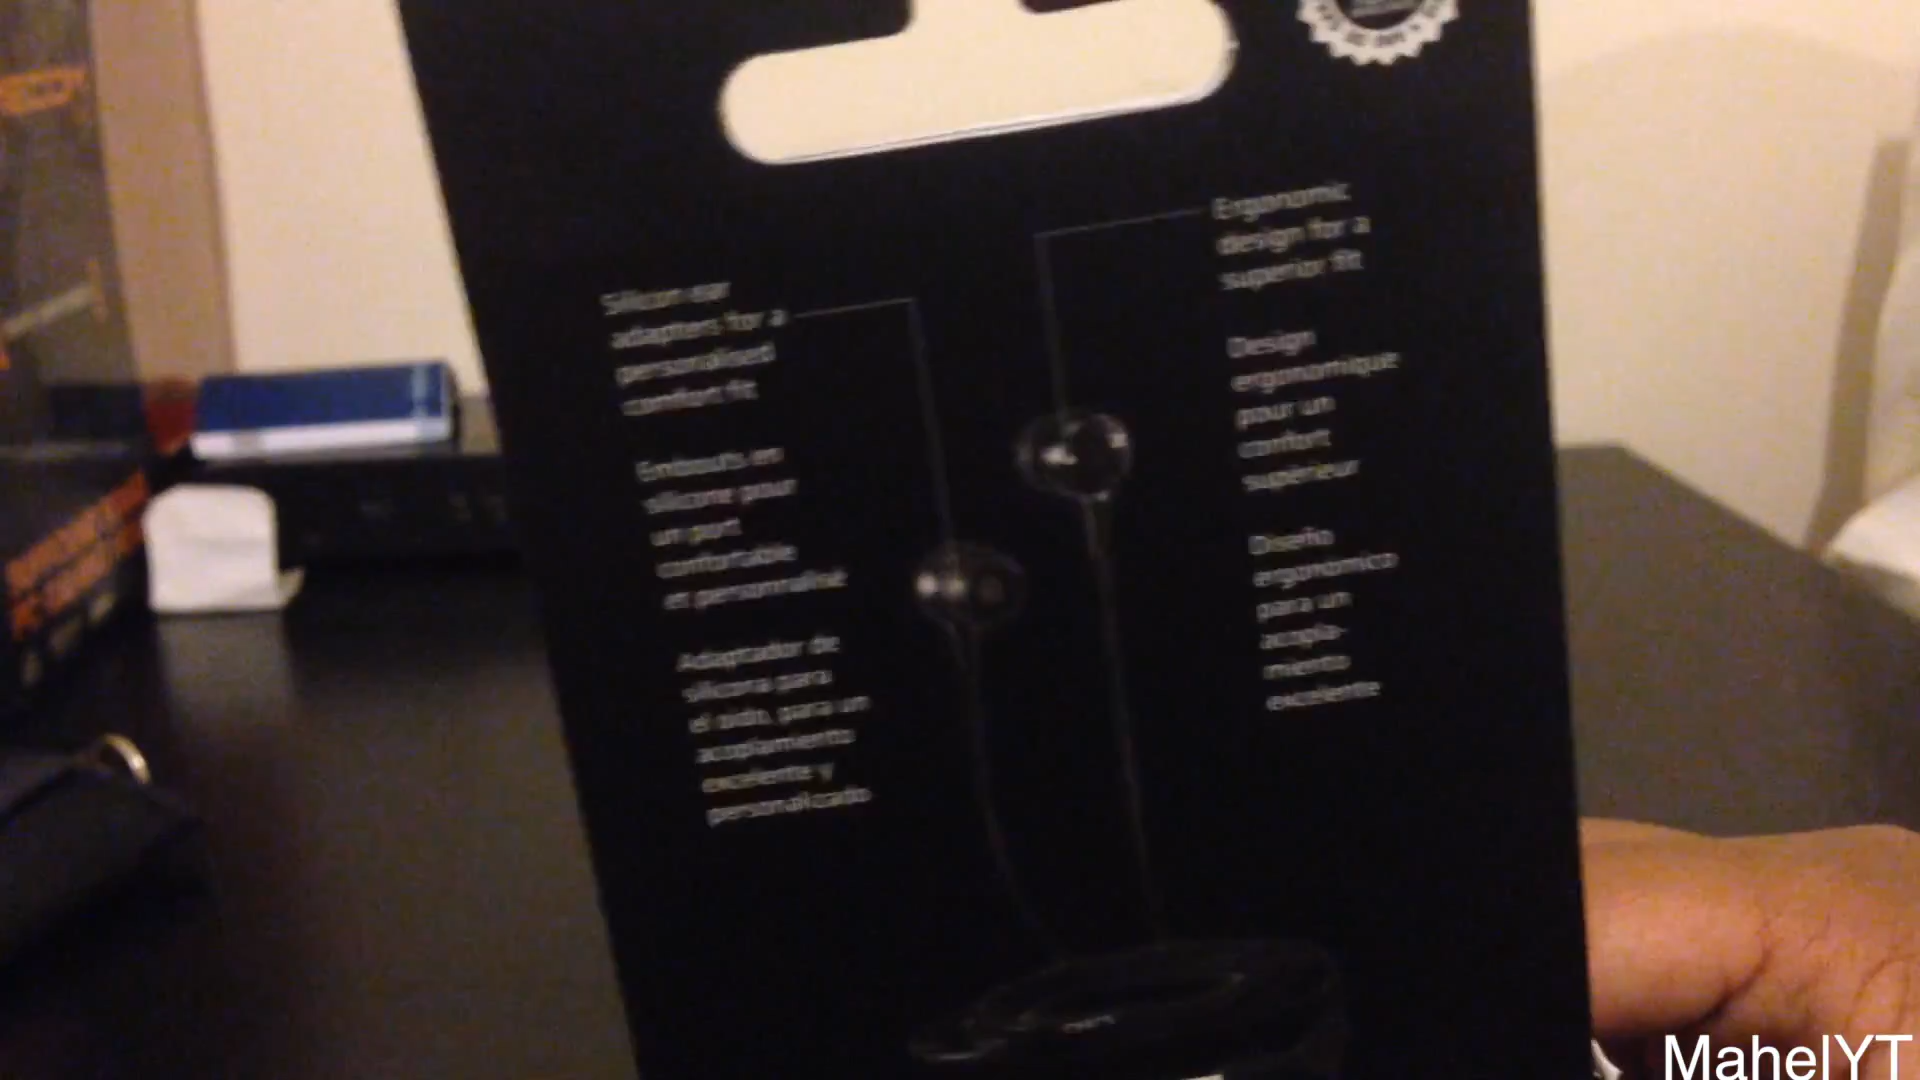 Ergonomic
design for a
superior fit
Silicon ear
adapters for a
personalised
comfort fit
Design
ergonomique
pour un
confort
supérieur
Embouts en
silicone pour
un port
confortable
et personnalisé
Diseño
ergonómico
para un
acopla-
miento
excelente
Adaptador de
silicona para
el oído, para un
acoplamiento
excelente y
personalizado
MahelYT